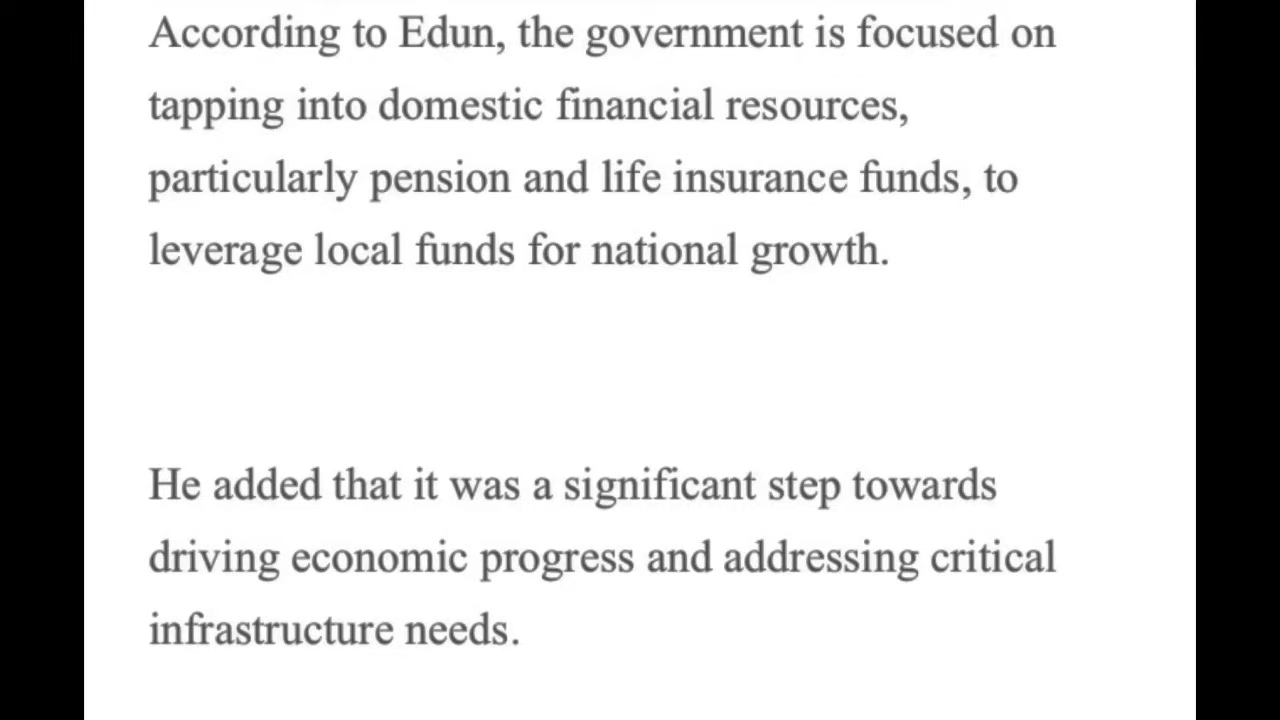 According to Edun, the government is focused on
tapping into domestic financial resources,
particularly pension and life insurance funds, to
leverage local funds for national growth.
He added that it was a significant step towards
driving economic progress and addressing critical
infrastructure needs.